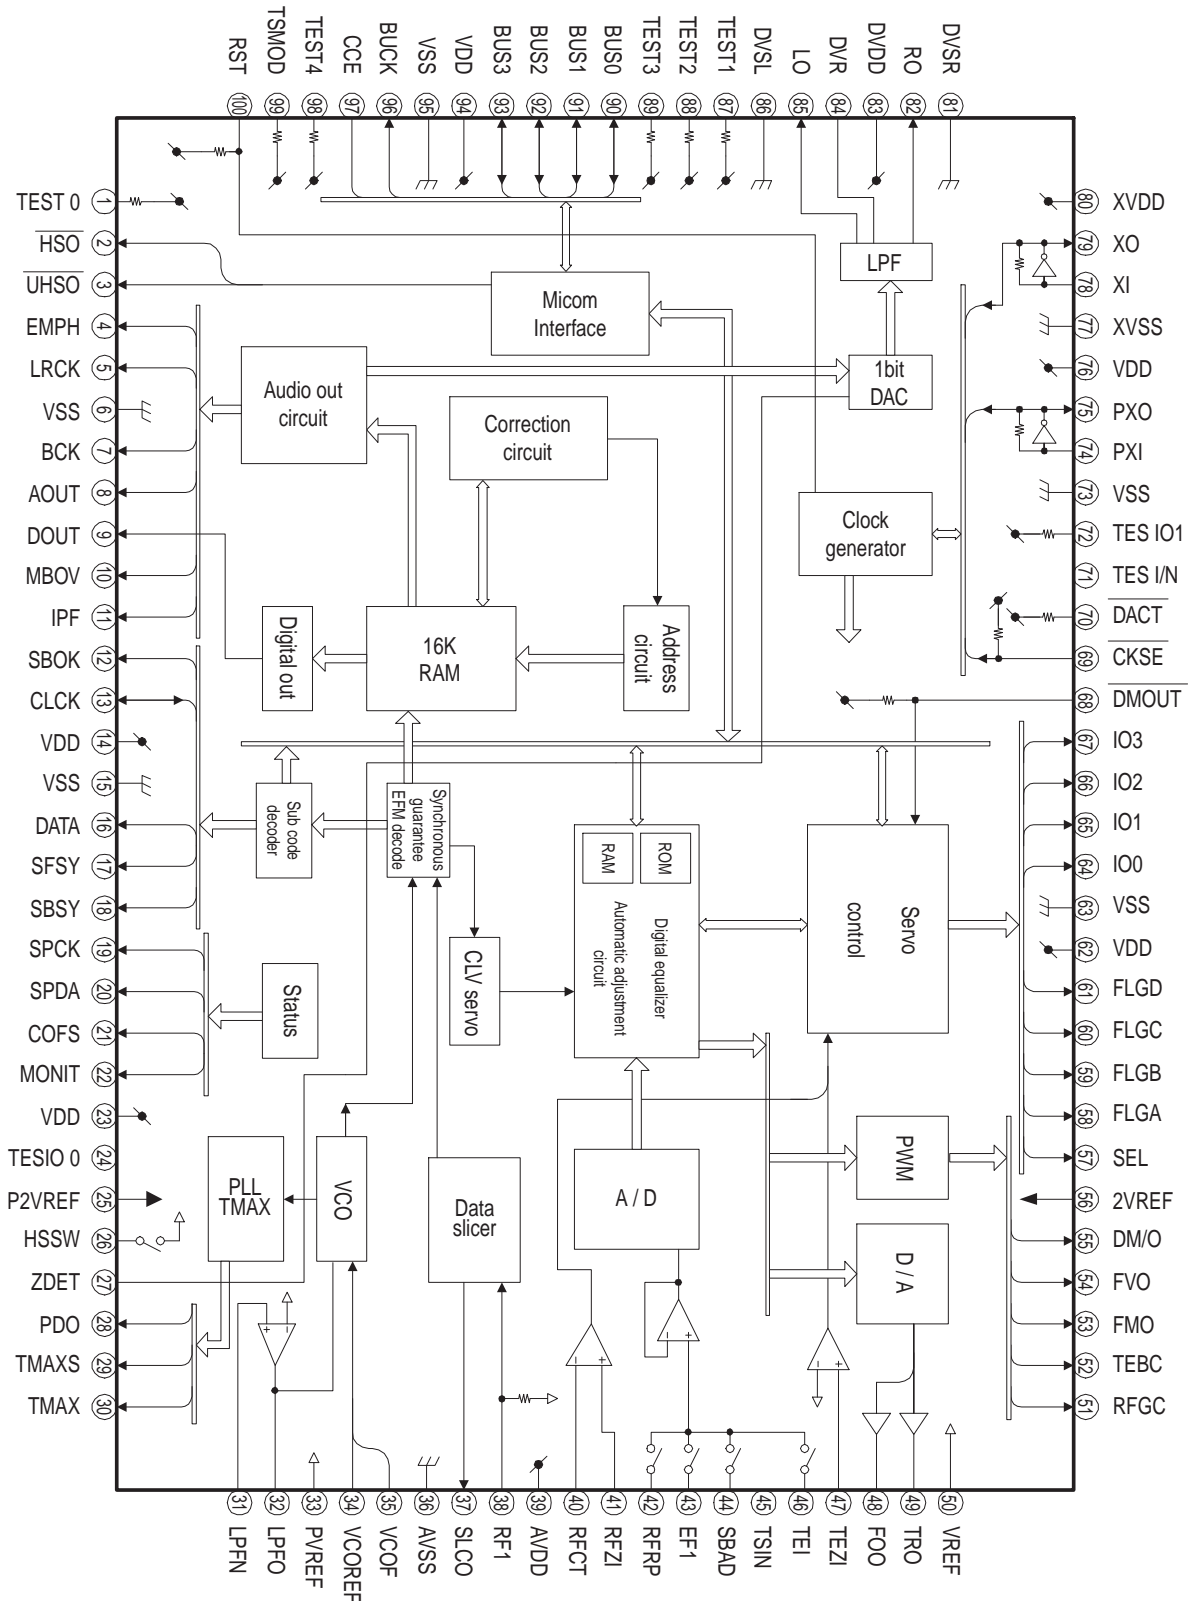 RST
TSMOD
TEST4
CCE
BUCK
VSS
VDD
BUS3
BUS2
BUS1
BUS0
TEST3
TEST2
TEST1
DVSL
LO
DVR
DVDD
RO
DVSR
100
99
98
97
96
95
94
93
92
91
90
89
88
87
86
85
84
83
82
81
TEST 0
1
HSO
2
UHSO
3
EMPH
4
LRCK
5
VSS
6
BCK
7
AOUT
8
DOUT
9
MBOV
10
IPF
11
SBOK
12
CLCK
13
VDD
14
VSS
15
DATA
16
SFSY
17
SBSY
18
SPCK
19
SPDA
20
COFS
21
MONIT
22
VDD
23
TESIO 0
24
P2VREF
25
HSSW
26
ZDET
27
PDO
28
TMAXS
29
TMAX
30
LPF
Micom
Interface
1bit
DAC
Audio out
circuit
Correction
circuit
Clock
generator
Digital out
16K
RAM
Address
circuit
Sub code
decoder
Synchronous
guarantee
EFM decode
RAM
ROM
Digital equalizer
Automatic adjustment
circuit
Servo
control
CLV servo
Status
PLL
TMAX
VCO
Data
slicer
A / D
PWM
D / A
+
−
−
+
−
+
−
+
80
XVDD
79
XO
78
XI
77
XVSS
76
VDD
75
PXO
74
PXI
73
VSS
72
TES IO1
71
TES I/N
70
DACT
69
CKSE
68
DMOUT
67
IO3
66
IO2
65
IO1
64
IO0
63
VSS
62
VDD
61
FLGD
60
FLGC
59
FLGB
58
FLGA
57
SEL
56
2VREF
55
DM/O
54
FVO
53
FMO
52
TEBC
51
RFGC
31
32
33
34
35
36
37
38
39
40
41
42
43
44
45
46
47
48
49
50
LPFN
LPFO
PVREF
VCOREF
VCOF
AVSS
SLCO
RF1
AVDD
RFCT
RFZI
RFRP
EF1
SBAD
TSIN
TEI
TEZI
FOO
TRO
VREF